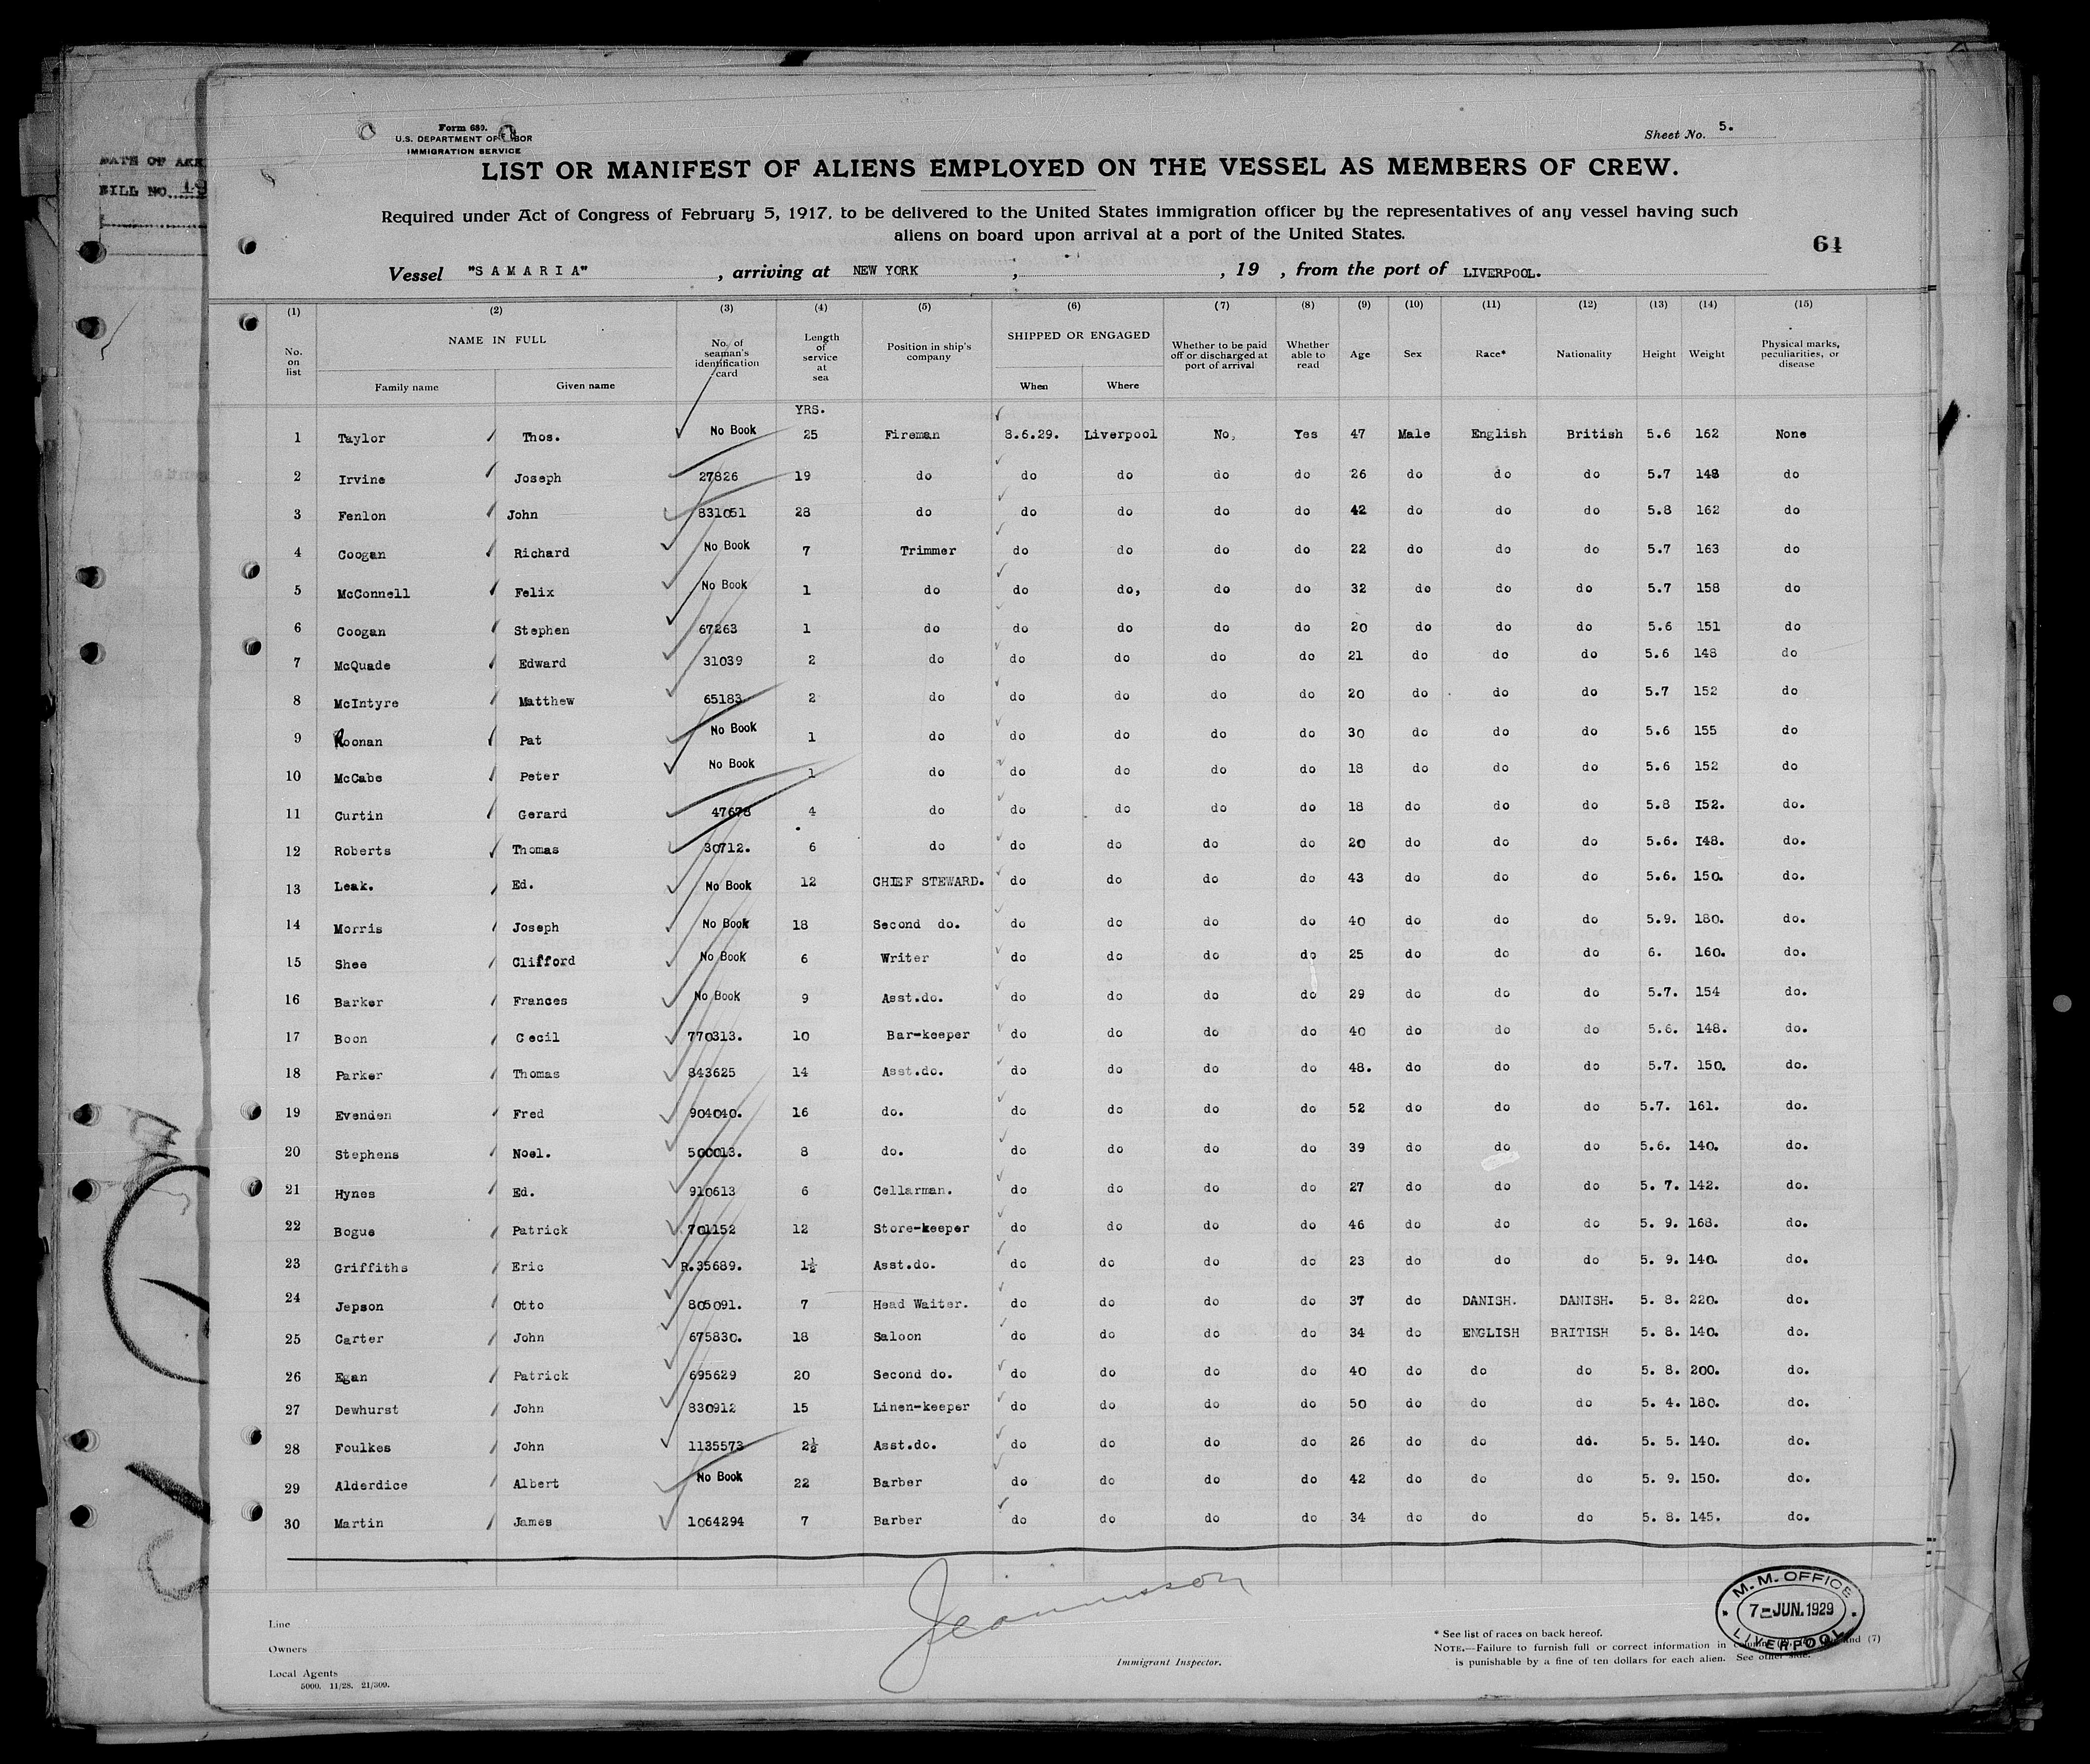 DATE OF
BILL NO. 19
Form 689.
U.S. DEPARTMENT OF LABOR
IMMIGRATION SERVICE
Sheet No. 5.
LIST OR MANIFEST OF ALIENS EMPLOYED ON THE VESSEL AS MEMBERS OF CREW.
Required under Act of Congress of February 5, 1917, to be delivered to the United States immigration officer by the representatives of any vessel having such
aliens on board upon arrival at a port of the United States.
61
Vessel "SAMARIA" , arriving at NEW YORK , , 19 , from the port of LIVERPOOL.
(1) (2) (3) (4) (5) (6) (7) (8) (9) (10) (11) (12) (13) (14) (15)
No. on list NAME IN FULL Family name Given name No. of seaman's identification card Length of service at sea Position in ship's company SHIPPED OR ENGAGED When Where Whether to be paid off or discharged at port of arrival Whether able to read Age Sex Race* Nationality Height Weight Physical marks, peculiarities, or disease
YRS.
1 Taylor Thos. No Book 25 Fireman 8.6.29. Liverpool No, Yes 47 Male English British 5.6 162 None
2 Irvine Joseph 27826 19 do do do do do 26 do do do 5.7 148 do
3 Fenlon John 831051 28 do do do do do 42 do do do 5.8 162 do
4 Coogan Richard No Book 7 Trimmer do do do do 22 do do do 5.7 163 do
5 McConnell Felix No Book 1 do do do, do do 32 do do do 5.7 158 do
6 Coogan Stephen 67263 1 do do do do do 20 do do do 5.6 151 do
7 McQuade Edward 31039 2 do do do do do 21 do do do 5.6 148 do
8 McIntyre Matthew 65183 2 do do do do do 20 do do do 5.7 152 do
9 Roonan Pat No Book 1 do do do do do 30 do do do 5.6 155 do
10 McCabe Peter No Book 1 do do do do do 18 do do do 5.6 152 do
11 Curtin Gerard 47678 4 do do do do do 18 do do do 5.8 152. do.
12 Roberts Thomas 30712. 6 do do do do do 20 do do do 5.6. 148. do.
13 Leak. Ed. No Book 12 CHIEF STEWARD. do do do do 43 do do do 5.6. 150. do.
14 Morris Joseph No Book 18 Second do. do do do do 40 do do do 5.9. 180. do.
15 Shee Clifford No Book 6 Writer do do do do 25 do do do 6. 160. do.
16 Barker Frances No Book 9 Asst.do. do do do do 29 do do do 5.7. 154 do.
17 Boon Cecil 770313. 10 Bar-keeper do do do do 40 do do do 5.6. 148. do.
18 Parker Thomas 843625 14 Asst.do. do do do do 48. do do do 5.7. 150. do.
19 Evenden Fred 904040. 16 do. do do do do 52 do do do 5.7. 161. do.
20 Stephens Noel. 500013. 8 do. do do do do 39 do do do 5.6. 140. do.
21 Hynes Ed. 910613 6 Cellarman. do do do do 27 do do do 5. 7. 142. do.
22 Bogue Patrick 701152 12 Store-keeper do do do do 46 do do do 5. 9. 168. do.
23 Griffiths Eric R.35689. 1½ Asst.do. do do do do 23 do do do 5. 9. 140. do.
24 Jepson Otto 805091. 7 Head Waiter. do do do do 37 do DANISH. DANISH. 5. 8. 220. do.
25 Carter John 675830. 18 Saloon do do do do 34 do ENGLISH BRITISH 5. 8. 140. do.
26 Egan Patrick 695629 20 Second do. do do do do 40 do do do 5. 8. 200. do.
27 Dewhurst John 830912 15 Linen-keeper do do do do 50 do do do 5. 4. 180. do.
28 Foulkes John 1135573 2½ Asst.do. do do do do 26 do do do. 5. 5. 140. do.
29 Alderdice Albert No Book 22 Barber do do do do 42 do do do 5. 9. 150. do.
30 Martin James 1064294 7 Barber do do do do 34 do do do 5. 8. 145. do.
Line
Owners
Local Agents
5000. 11/28. 21/309.
Immigrant Inspector.
* See list of races on back hereof.
NOTE.—Failure to furnish full or correct information in and (7)
is punishable by a fine of ten dollars for each alien. See other side.
M. M. OFFICE
7-JUN.1929
LIVERPOOL